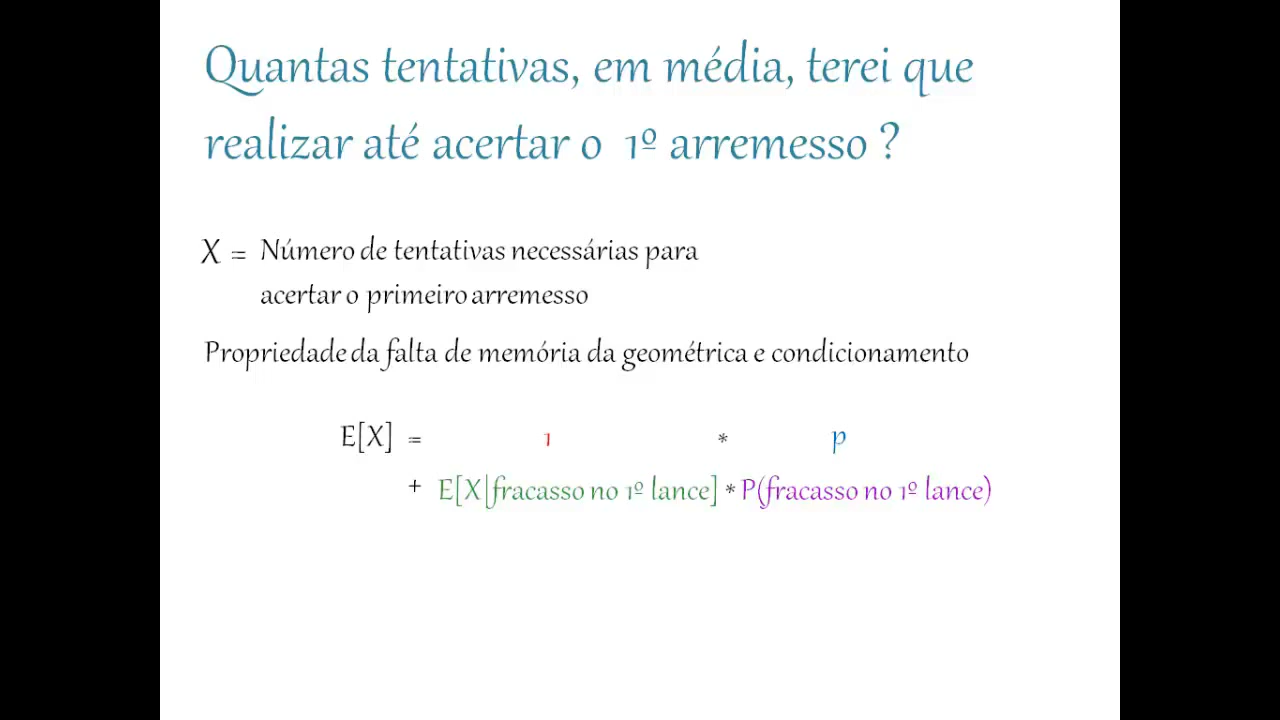 Quantas tentativas, em média, terei que
realizar até acertar o 1º arremesso ?
X = Número de tentativas necessárias para
acertar o primeiro arremesso
Propriedade da falta de memória da geométrica e condicionamento
E[X] = 1 * p
+ E[X|fracasso no 1º lance] * P(fracasso no 1º lance)